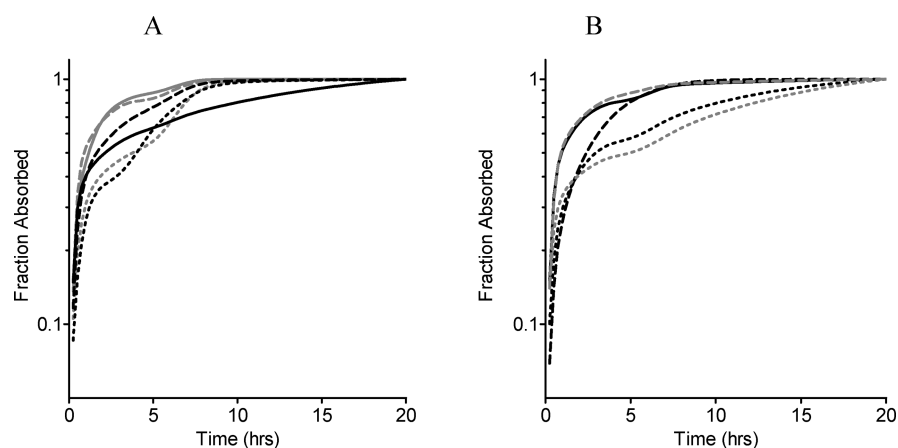 A
B
Fraction Absorbed
1
0.1
0 5 10 15 20
Time (hrs)
Fraction Absorbed
1
0.1
0 5 10 15 20
Time (hrs)